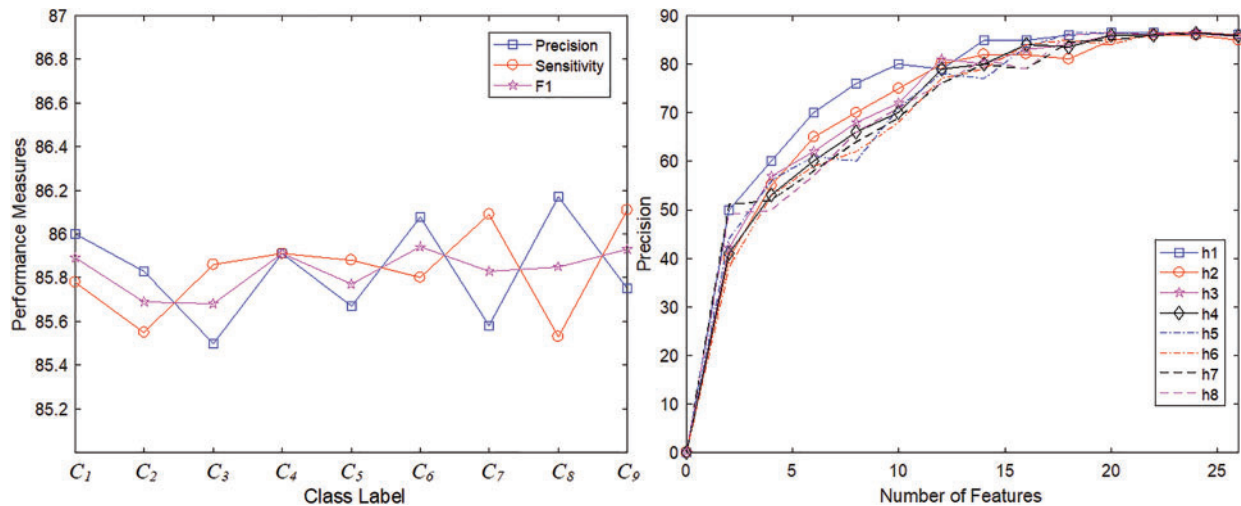 87
86.8
86.6
86.4
86.2
86
85.8
85.6
85.4
85.2
Performance Measures
C1 C2 C3 C4 C5 C6 C7 C8 C9
Class Label
Precision
Sensitivity
F1
90
80
70
60
50
40
30
20
10
0
Precision
0 5 10 15 20 25
Number of Features
h1
h2
h3
h4
h5
h6
h7
h8